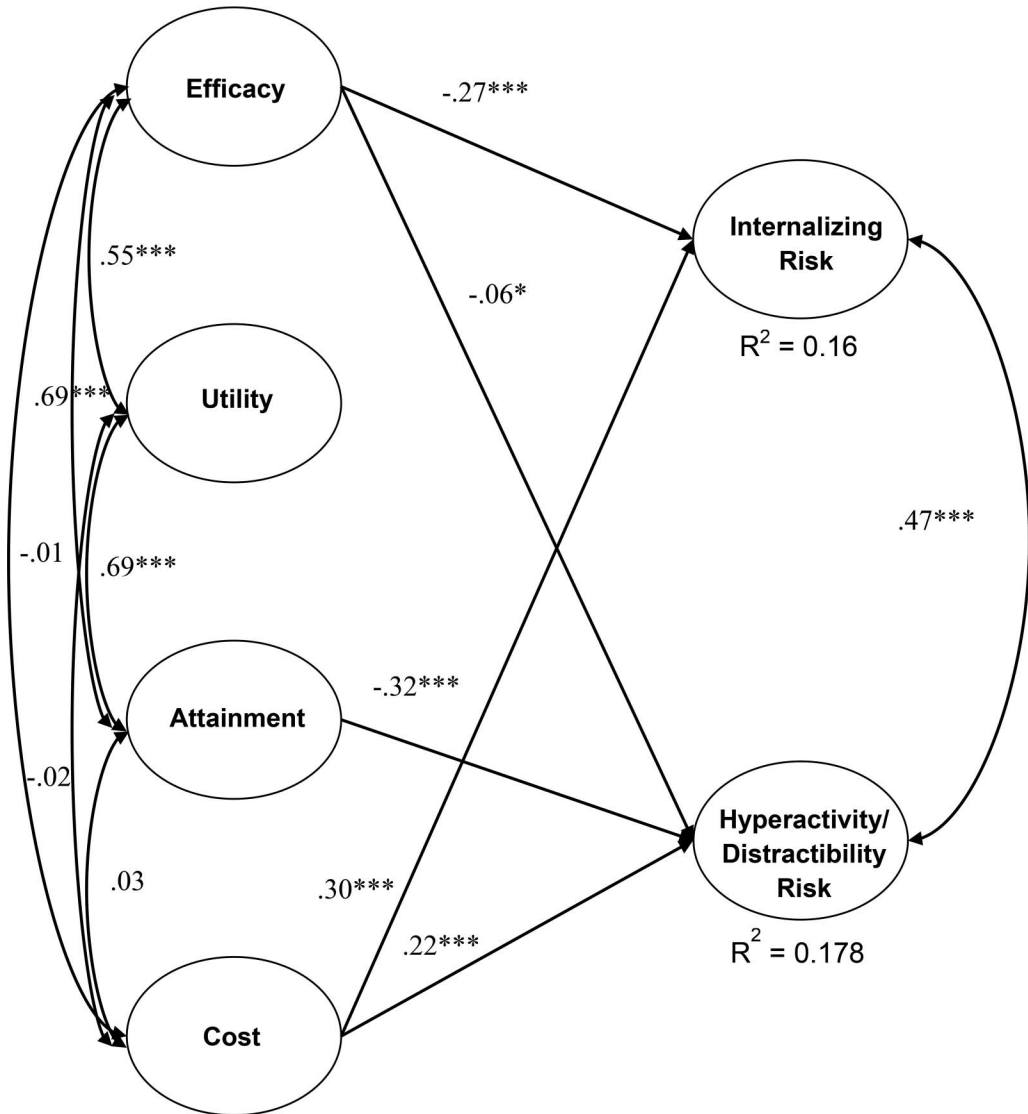 Efficacy
-.27***
Internalizing
Risk
.55***
-.06*
R² = 0.16
.69***
Utility
-.01
.69***
.47***
-.32***
Attainment
-.02
Hyperactivity/
Distractibility
Risk
.03
.30***
.22***
R² = 0.178
Cost